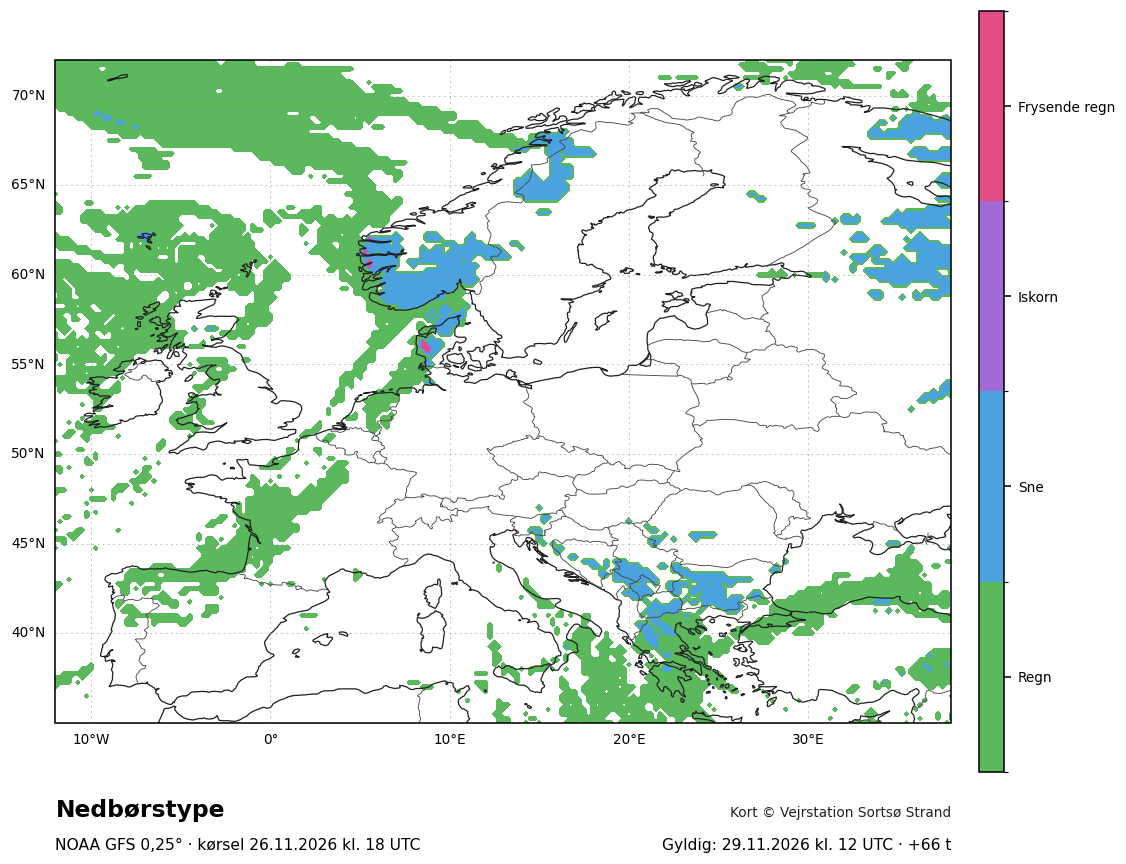 Frysende regn
Iskorn
Sne
Regn
70°N
65°N
60°N
55°N
50°N
45°N
40°N
10°W
0°
10°E
20°E
30°E
Nedbørstype
Kort © Vejrstation Sortsø Strand
NOAA GFS 0,25° · kørsel 26.11.2026 kl. 18 UTC
Gyldig: 29.11.2026 kl. 12 UTC · +66 t